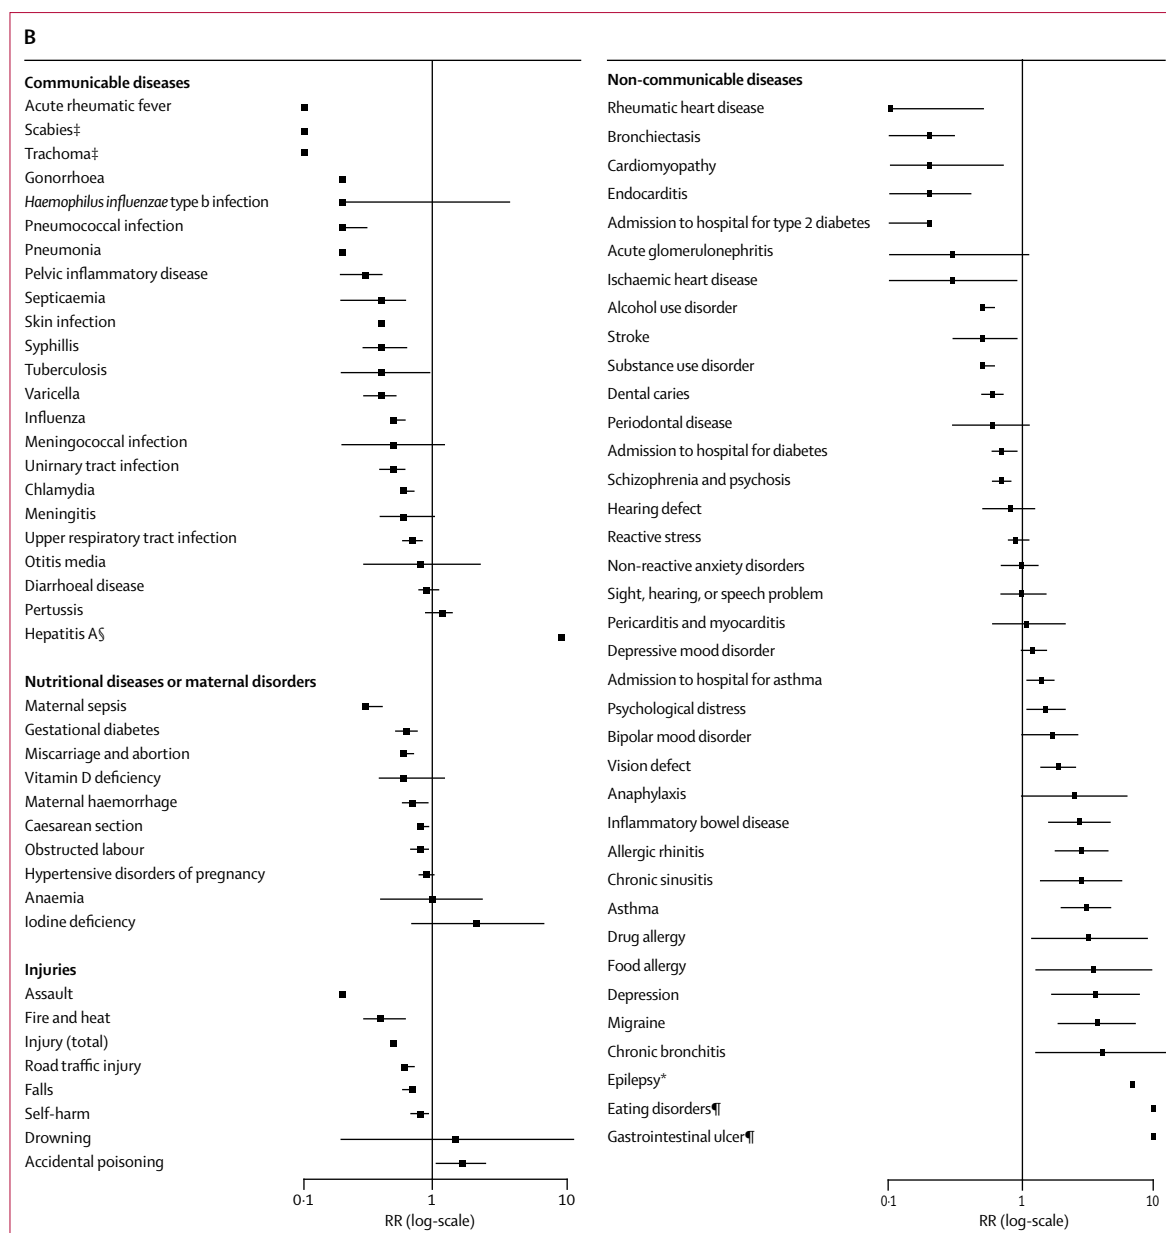 B
Communicable diseases
Acute rheumatic fever
Scabies‡
Trachoma‡
Gonorrhoea
Haemophilus influenzae type b infection
Pneumococcal infection
Pneumonia
Pelvic inflammatory disease
Septicaemia
Skin infection
Syphillis
Tuberculosis
Varicella
Influenza
Meningococcal infection
Unirnary tract infection
Chlamydia
Meningitis
Upper respiratory tract infection
Otitis media
Diarrhoeal disease
Pertussis
Hepatitis A§
Nutritional diseases or maternal disorders
Maternal sepsis
Gestational diabetes
Miscarriage and abortion
Vitamin D deficiency
Maternal haemorrhage
Caesarean section
Obstructed labour
Hypertensive disorders of pregnancy
Anaemia
Iodine deficiency
Injuries
Assault
Fire and heat
Injury (total)
Road traffic injury
Falls
Self-harm
Drowning
Accidental poisoning
0·1 1 10
RR (log-scale)
Non-communicable diseases
Rheumatic heart disease
Bronchiectasis
Cardiomyopathy
Endocarditis
Admission to hospital for type 2 diabetes
Acute glomerulonephritis
Ischaemic heart disease
Alcohol use disorder
Stroke
Substance use disorder
Dental caries
Periodontal disease
Admission to hospital for diabetes
Schizophrenia and psychosis
Hearing defect
Reactive stress
Non-reactive anxiety disorders
Sight, hearing, or speech problem
Pericarditis and myocarditis
Depressive mood disorder
Admission to hospital for asthma
Psychological distress
Bipolar mood disorder
Vision defect
Anaphylaxis
Inflammatory bowel disease
Allergic rhinitis
Chronic sinusitis
Asthma
Drug allergy
Food allergy
Depression
Migraine
Chronic bronchitis
Epilepsy*
Eating disorders¶
Gastrointestinal ulcer¶
0·1 1 10
RR (log-scale)